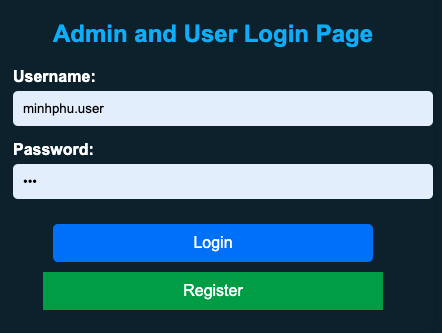 Admin and User Login Page
Username:
minhphu.user
Password:
•••
Login
Register